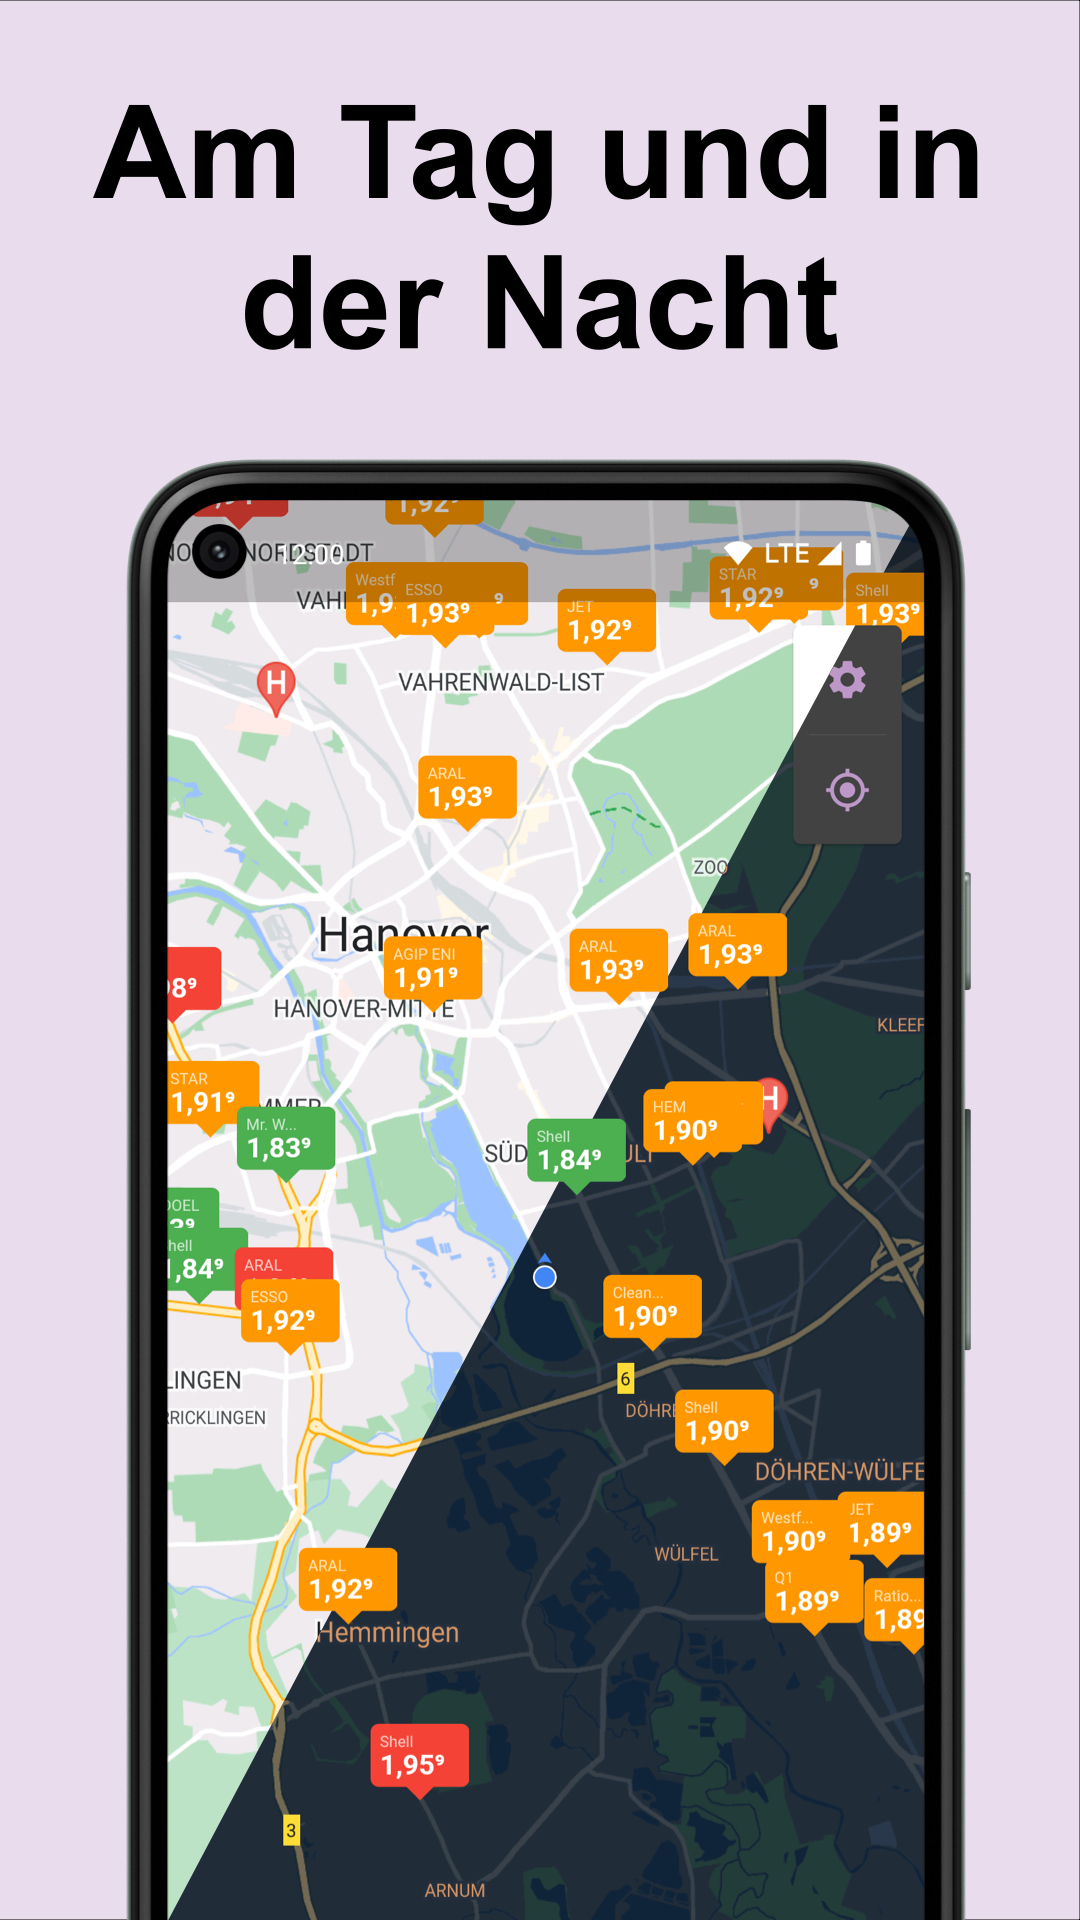 Am Tag und in
der Nacht
1,92⁹
NORDSTADT
12:00
LTE
Westf
1,9
ESSO
1,93⁹
9
JET
1,92⁹
STAR
1,92⁹
9
Shell
1,93⁹
VAHRENWALD-LIST
H
ARAL
1,93⁹
ZOO
Hanover
AGIP ENI
1,91⁹
ARAL
1,93⁹
ARAL
1,93⁹
98⁹
HANOVER-MITTE
KLEEF
STAR
1,91⁹
MMER
Mr. W...
1,83⁹
HEM
1,90⁹
H
SÜD
Shell
1,84⁹
DOEL
hell
1,84⁹
ARAL
ESSO
1,92⁹
Clean...
1,90⁹
LINGEN
RRICKLINGEN
6
DÖHRE
Shell
1,90⁹
DÖHREN-WÜLFE
Westf...
1,90⁹
JET
1,89⁹
WÜLFEL
Q1
1,89⁹
Ratio...
1,89
ARAL
1,92⁹
Hemmingen
Shell
1,95⁹
3
ARNUM